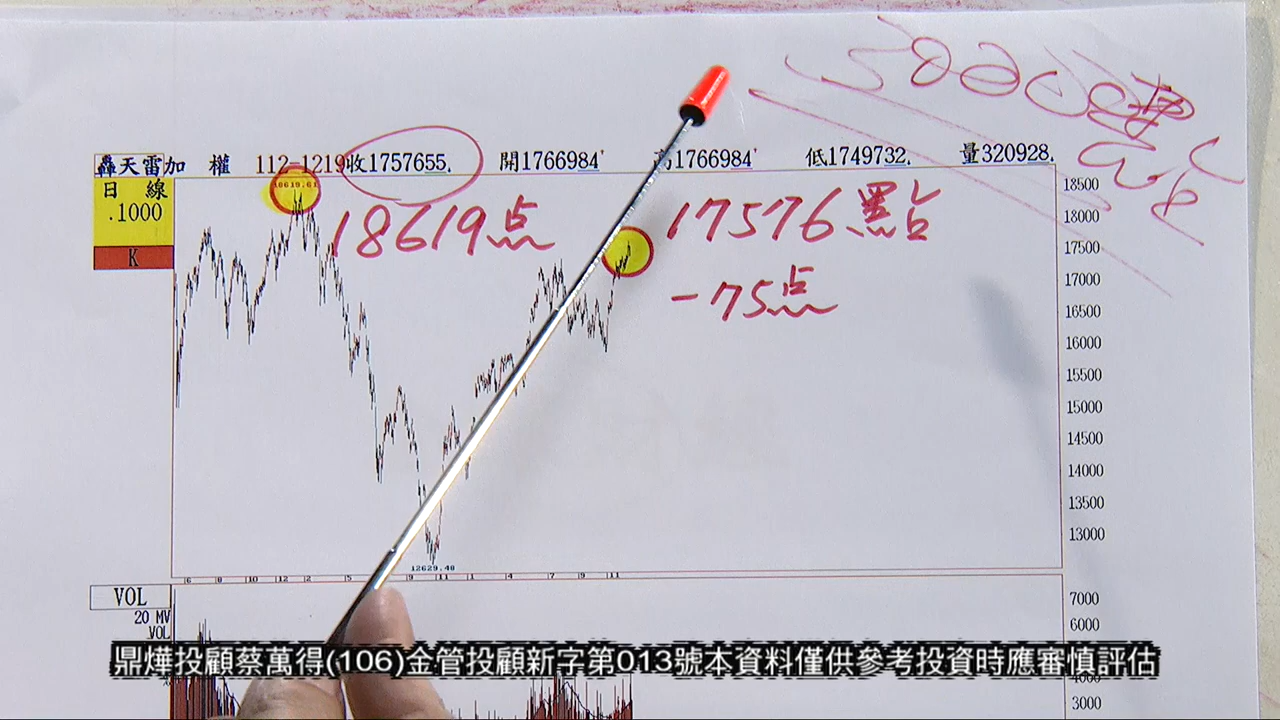 轟天雷加 權 112-1219收1757655. 開1766984 高1766984 低1749732. 量320928.
日 線
.1000
K
18619.61
18619点
17576點
-75点
18500
18000
17500
17000
16500
16000
15500
15000
14500
14000
13500
13000
12629.48
6 8 10 12 2 5 9 11 1 4 7 9 11
VOL
20 MV
VOL
7000
6000
4000
3000
鼎燁投顧蔡萬得(106)金管投顧新字第013號本資料僅供參考投資時應審慎評估